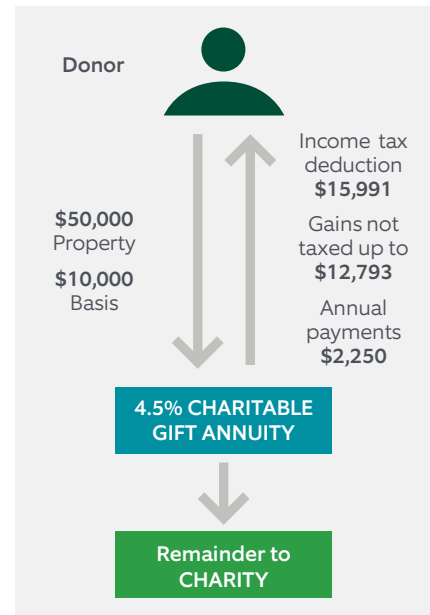 Donor
$50,000
Property
$10,000
Basis
Income tax
deduction
$15,991
Gains not
taxed up to
$12,793
Annual
payments
$2,250
4.5% CHARITABLE
GIFT ANNUITY
Remainder to
CHARITY